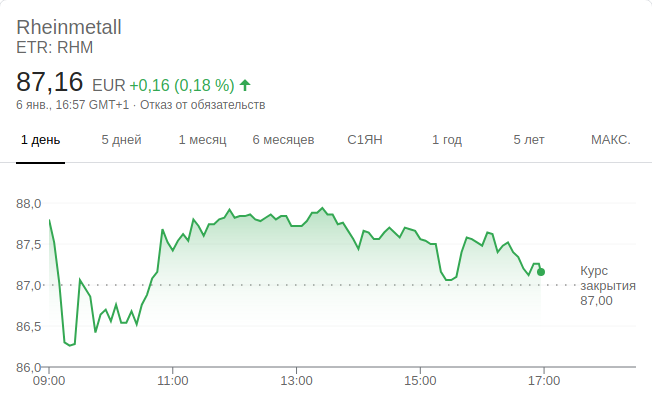 Rheinmetall
ETR: RHM
87,16 EUR +0,16 (0,18 %)
6 янв., 16:57 GMT+1 · Отказ от обязательств
1 день 5 дней 1 месяц 6 месяцев С1ЯН 1 год 5 лет МАКС.
88,0
87,5
87,0
86,5
86,0
Курс
закрытия
87,00
09:00 11:00 13:00 15:00 17:00